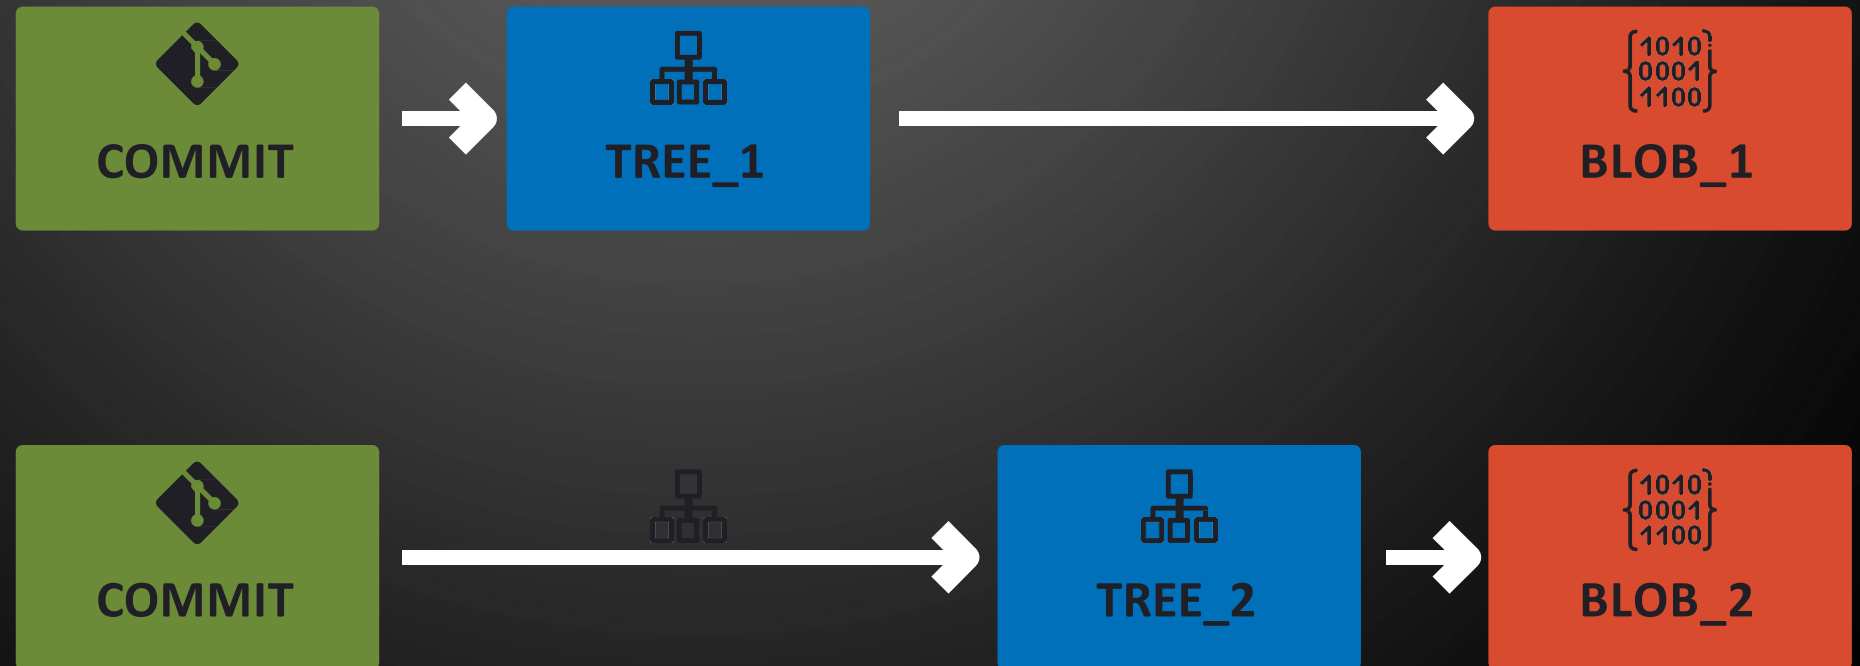 COMMIT
TREE_1
1010
0001
1100
BLOB_1
COMMIT
TREE_2
1010
0001
1100
BLOB_2